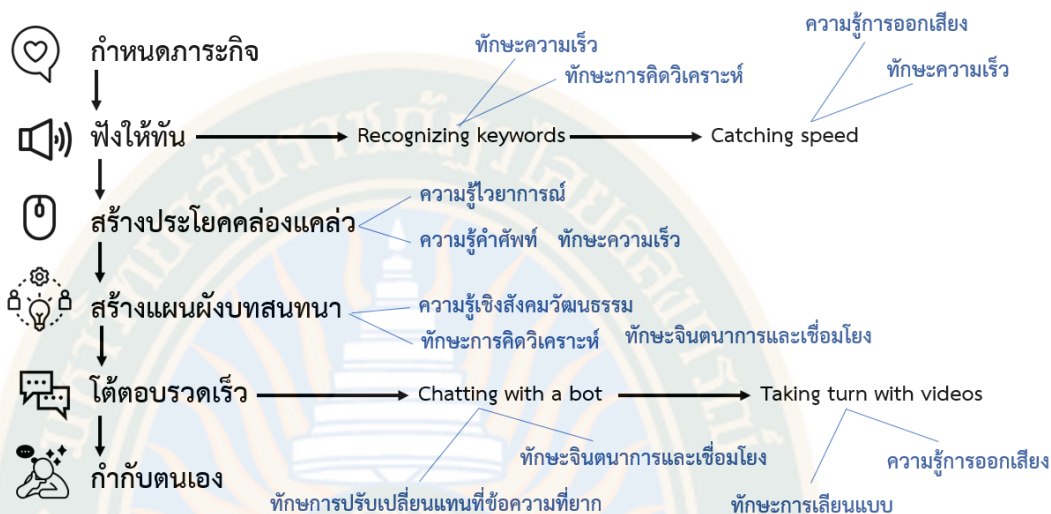 ความรู้การออกเสียง
ทักษะความเร็ว
กำหนดภาระกิจ
ทักษะการคิดวิเคราะห์
ทักษะความเร็ว
ฟังให้ทัน
Recognizing keywords
Catching speed
ความรู้ไวยาการณ์
สร้างประโยคคล่องแคล่ว
ความรู้คำศัพท์ ทักษะความเร็ว
สร้างแผนผังบทสนทนา
ความรู้เชิงสังคมวัฒนธรรม
ทักษะการคิดวิเคราะห์
ทักษะจินตนาการและเชื่อมโยง
โต้ตอบรวดเร็ว
Chatting with a bot
Taking turn with videos
ทักษะจินตนาการและเชื่อมโยง
ความรู้การออกเสียง
กำกับตนเอง
ทักการปรับเปลี่ยนแทนที่ข้อความที่ยาก
ทักษะการเลียนแบบ